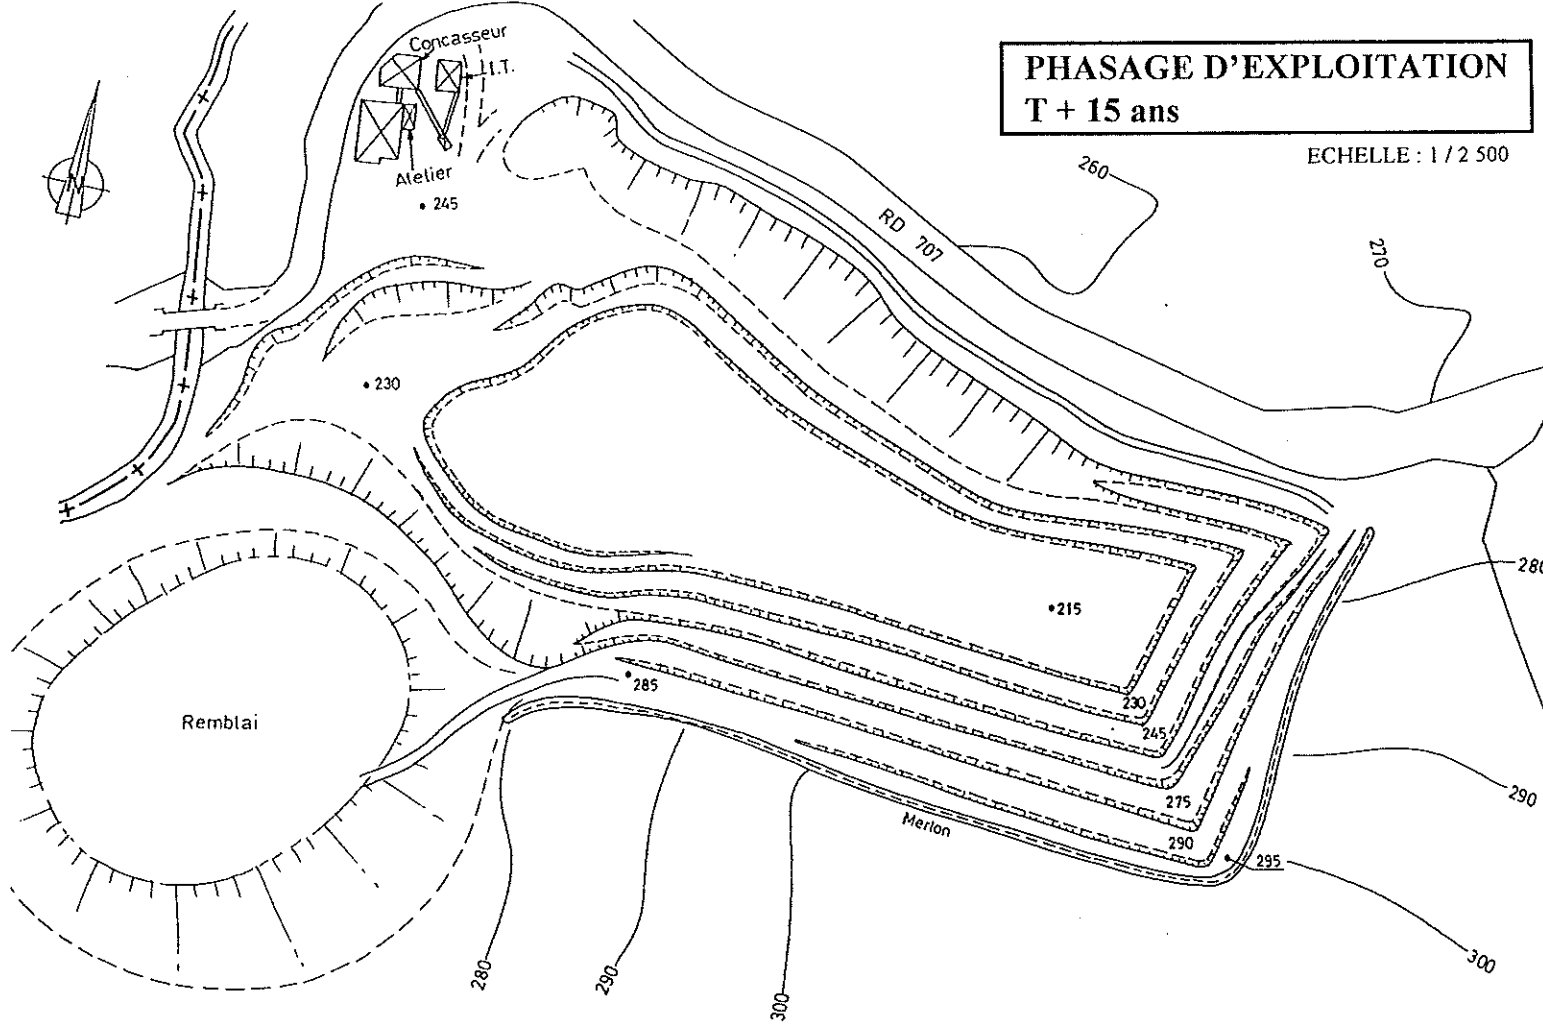 PHASAGE D'EXPLOITATION
T + 15 ans
ECHELLE : 1 / 2 500
Concasseur
I.T.
Atelier
N
245
260
RD 707
270
230
280
215
285
230
245
Remblai
275
290
290
Merlon
295
280
290
300
300